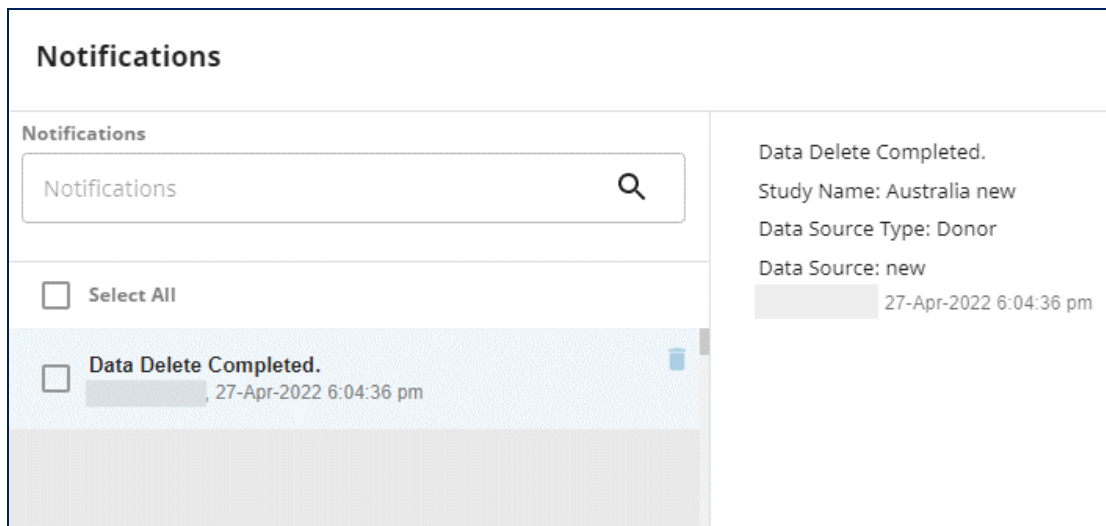 Notifications
Notifications
Notifications
Select All
Data Delete Completed.
, 27-Apr-2022 6:04:36 pm
Data Delete Completed.
Study Name: Australia new
Data Source Type: Donor
Data Source: new
27-Apr-2022 6:04:36 pm